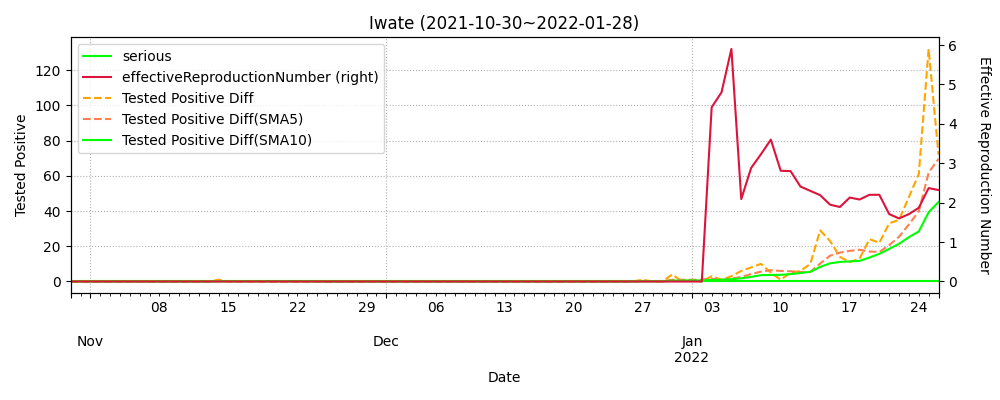 Iwate (2021-10-30~2022-01-28)
serious
effectiveReproductionNumber (right)
Tested Positive Diff
Tested Positive Diff(SMA5)
Tested Positive Diff(SMA10)
Tested Positive
120
100
80
60
40
20
0
6
5
4
3
2
1
0
Effective Reproduction Number
08 15 22 29 06 13 20 27 03 10 17 24
Nov Dec Jan
2022
Date